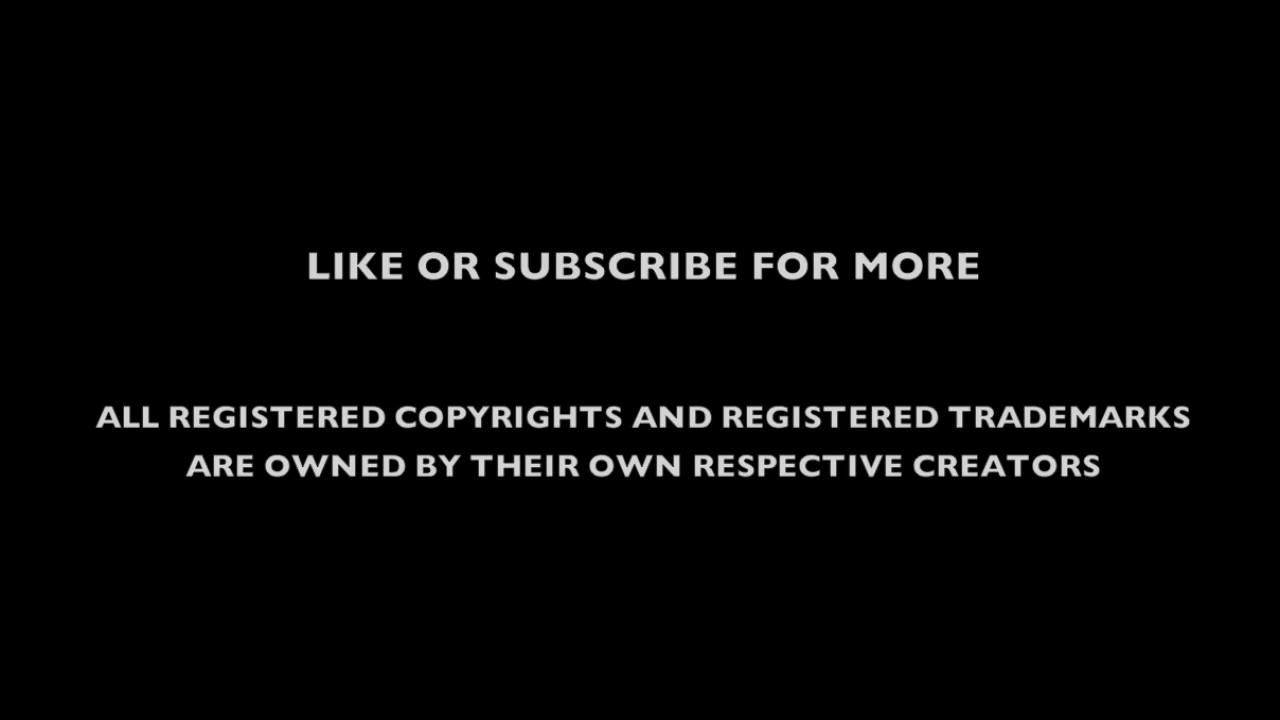 LIKE OR SUBSCRIBE FOR MORE
ALL REGISTERED COPYRIGHTS AND REGISTERED TRADEMARKS
ARE OWNED BY THEIR OWN RESPECTIVE CREATORS